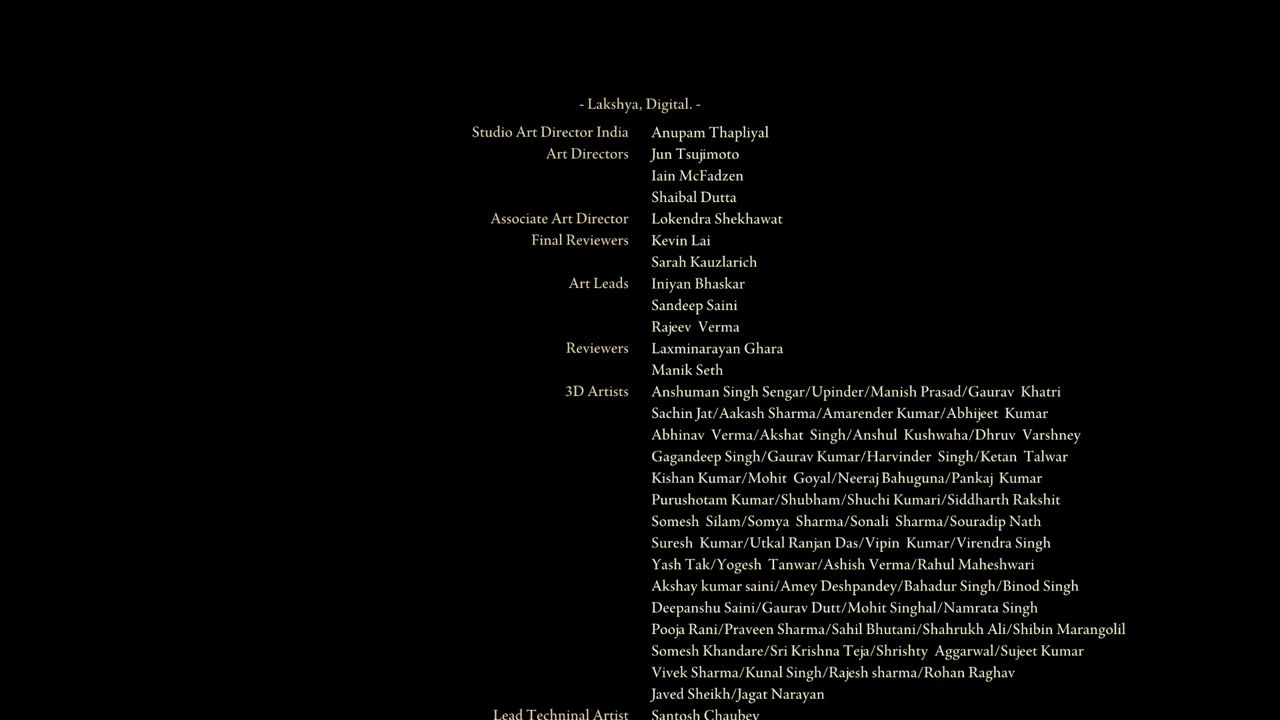 - Lakshya, Digital. -
Studio Art Director India Anupam Thapliyal
Art Directors Jun Tsujimoto
Iain McFadzen
Shaibal Dutta
Associate Art Director Lokendra Shekhawat
Final Reviewers Kevin Lai
Sarah Kauzlarich
Art Leads Iniyan Bhaskar
Sandeep Saini
Rajeev Verma
Reviewers Laxminarayan Ghara
Manik Seth
3D Artists Anshuman Singh Sengar/Upinder/Manish Prasad/Gaurav Khatri
Sachin Jat/Aakash Sharma/Amarender Kumar/Abhijeet Kumar
Abhinav Verma/Akshat Singh/Anshul Kushwaha/Dhruv Varshney
Gagandeep Singh/Gaurav Kumar/Harvinder Singh/Ketan Talwar
Kishan Kumar/Mohit Goyal/Neeraj Bahuguna/Pankaj Kumar
Purushotam Kumar/Shubham/Shuchi Kumari/Siddharth Rakshit
Somesh Silam/Somya Sharma/Sonali Sharma/Souradip Nath
Suresh Kumar/Utkal Ranjan Das/Vipin Kumar/Virendra Singh
Yash Tak/Yogesh Tanwar/Ashish Verma/Rahul Maheshwari
Akshay kumar saini/Amey Deshpandey/Bahadur Singh/Binod Singh
Deepanshu Saini/Gaurav Dutt/Mohit Singhal/Namrata Singh
Pooja Rani/Praveen Sharma/Sahil Bhutani/Shahrukh Ali/Shibin Marangolil
Somesh Khandare/Sri Krishna Teja/Shrishty Aggarwal/Sujeet Kumar
Vivek Sharma/Kunal Singh/Rajesh sharma/Rohan Raghav
Javed Sheikh/Jagat Narayan
Lead Techninal Artist Santosh Chaubey